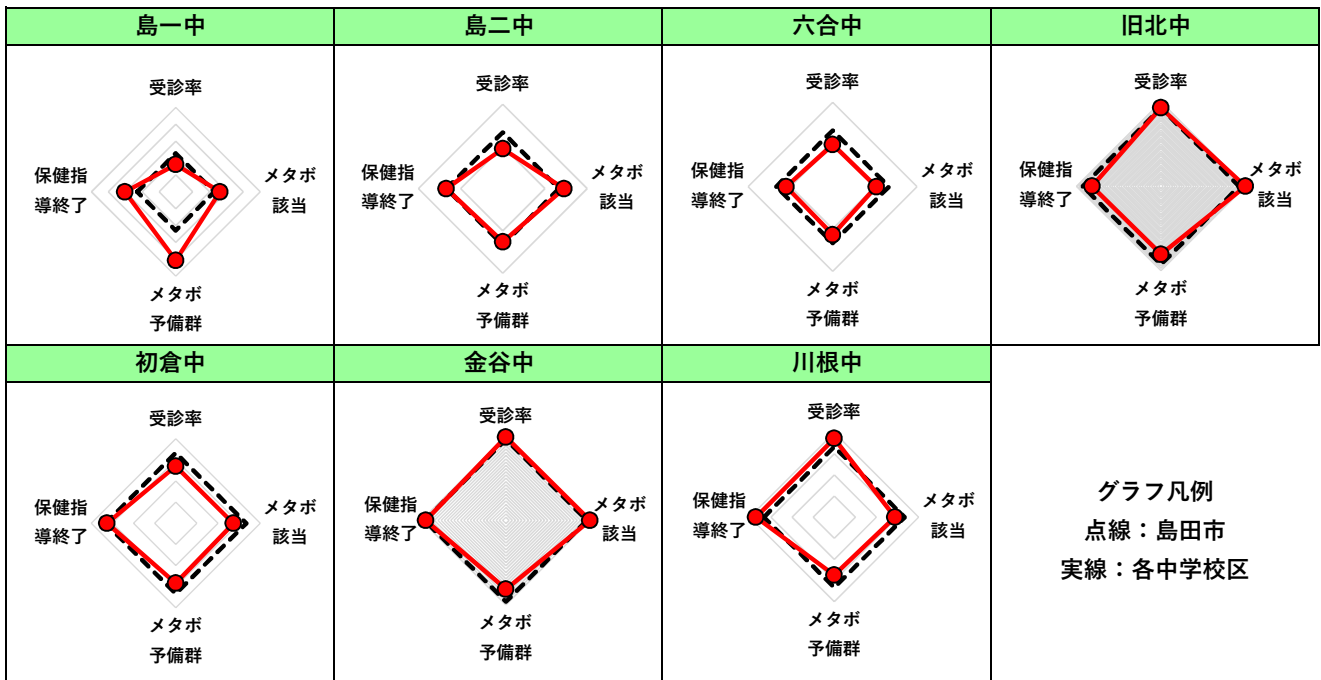 島一中
島二中
六合中
旧北中
受診率
保健指
導終了
メタボ
該当
メタボ
予備群
受診率
保健指
導終了
メタボ
該当
メタボ
予備群
受診率
保健指
導終了
メタボ
該当
メタボ
予備群
受診率
保健指
導終了
メタボ
該当
メタボ
予備群
初倉中
金谷中
川根中
受診率
保健指
導終了
メタボ
該当
メタボ
予備群
受診率
保健指
導終了
メタボ
該当
メタボ
予備群
受診率
保健指
導終了
メタボ
該当
メタボ
予備群
グラフ凡例
点線：島田市
実線：各中学校区